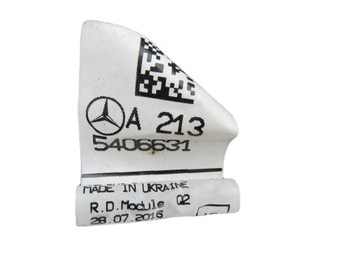 A 213
5406631
MADE IN UKRAINE
R.D.Module Q2
28.07.2016